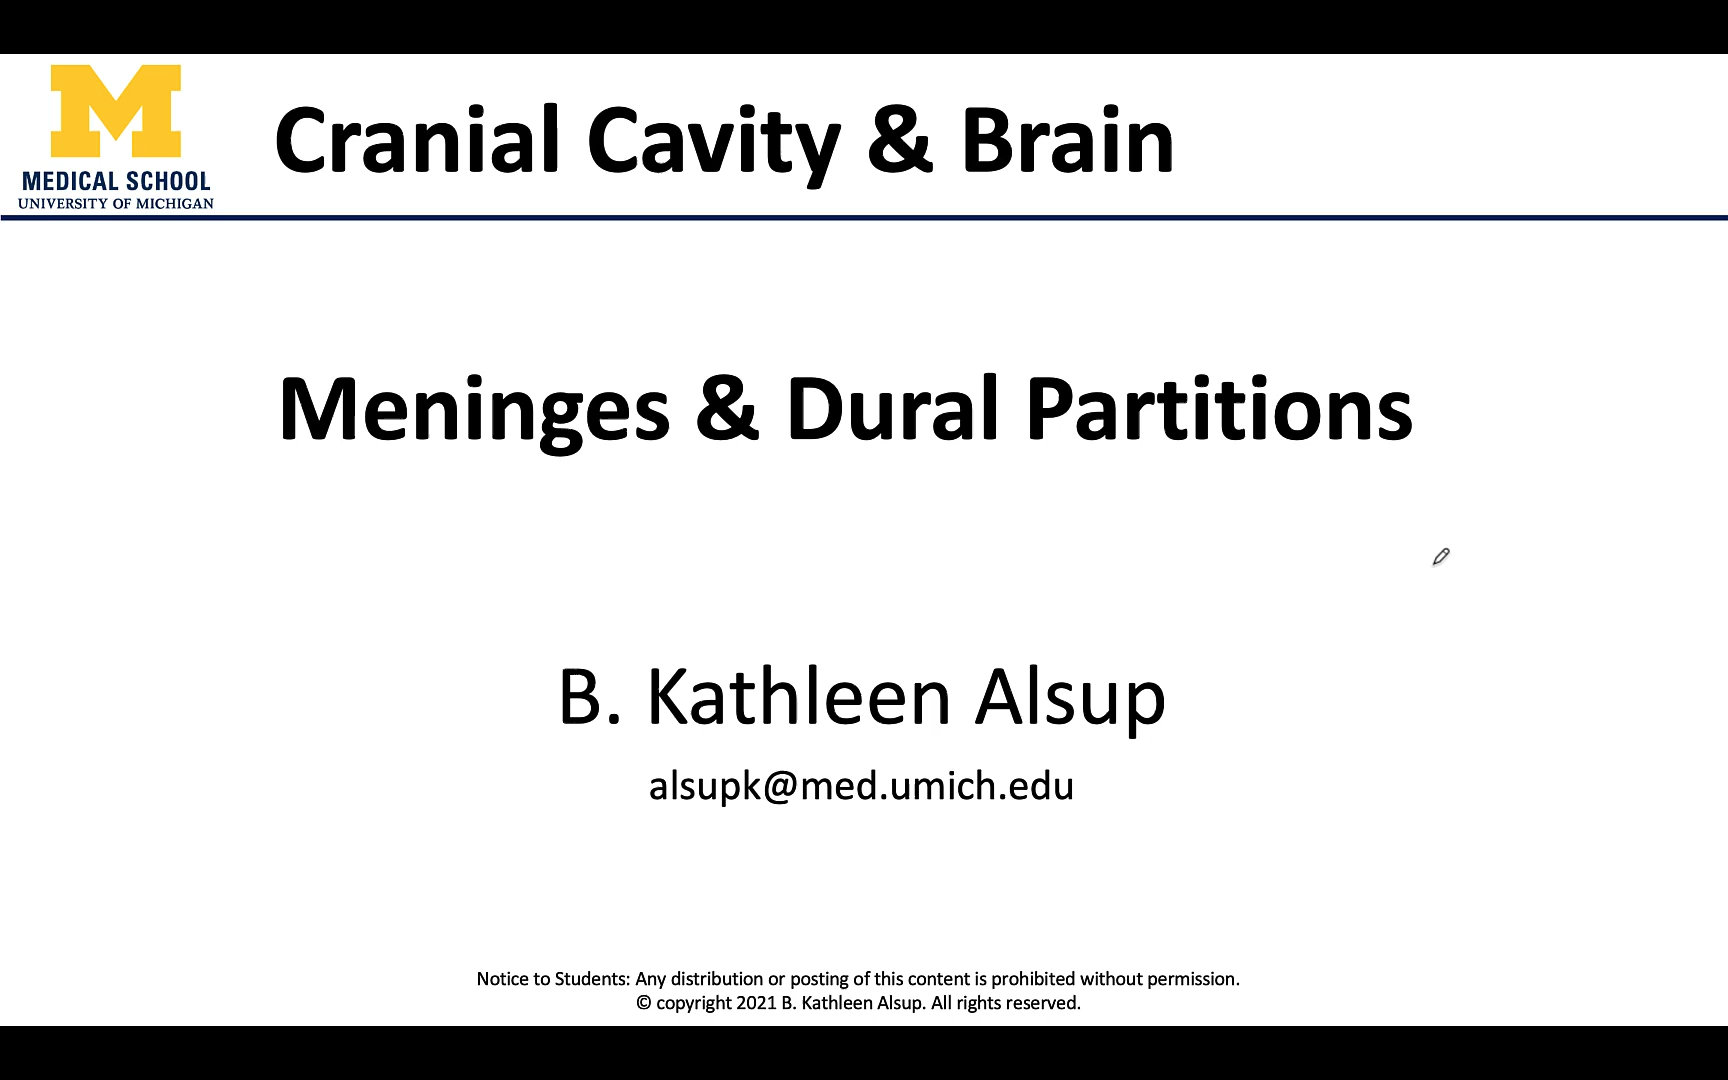 M
MEDICAL SCHOOL
UNIVERSITY OF MICHIGAN
Cranial Cavity & Brain
Meninges & Dural Partitions
B. Kathleen Alsup
alsupk@med.umich.edu
Notice to Students: Any distribution or posting of this content is prohibited without permission.
© copyright 2021 B. Kathleen Alsup. All rights reserved.